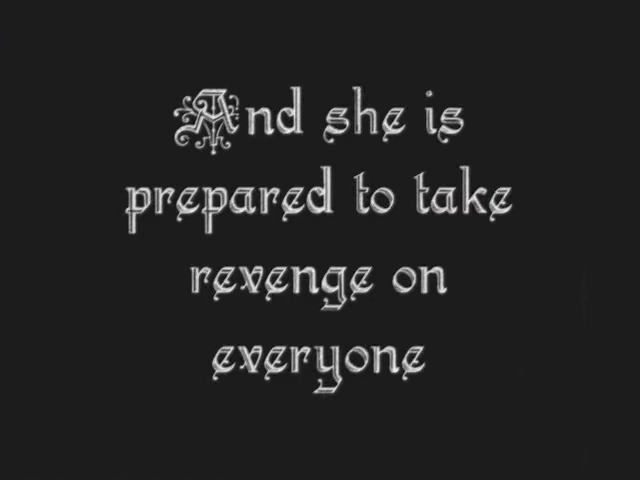 And she is
prepared to take
revenge on
everyone